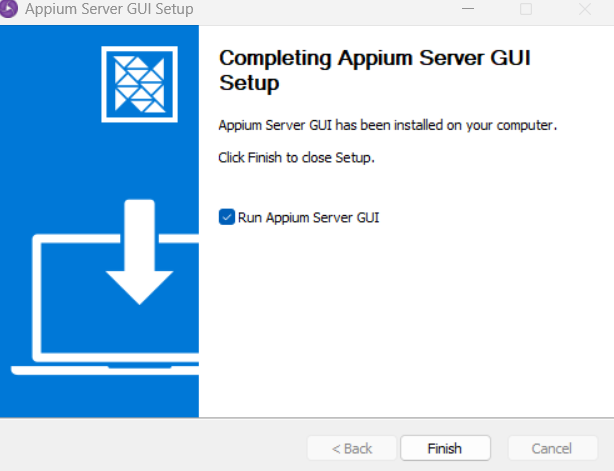 Appium Server GUI Setup
Completing Appium Server GUI
Setup
Appium Server GUI has been installed on your computer.
Click Finish to close Setup.
Run Appium Server GUI
< Back
Finish
Cancel